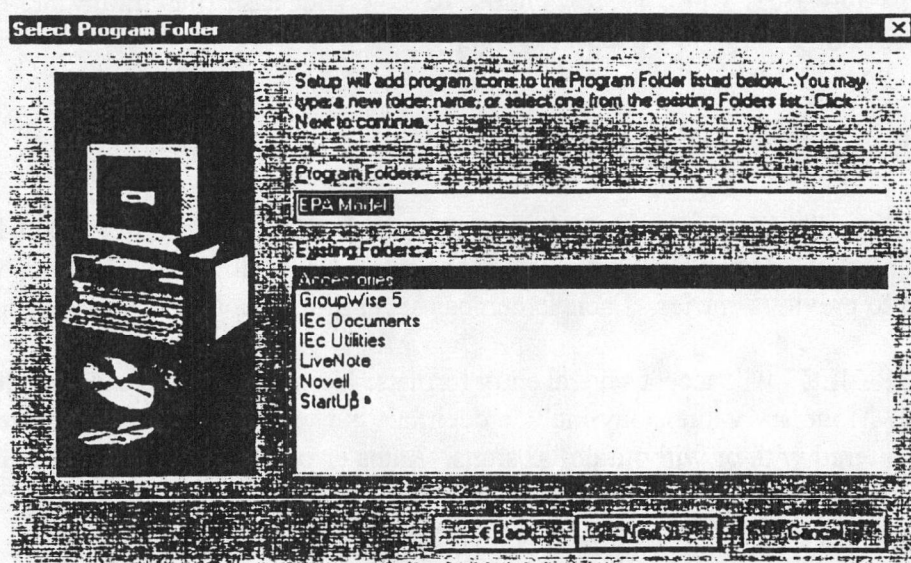 Select Program Folder
Setup will add program icons to the Program Folder listed below. You may
type a new folder name, or select one from the existing Folders list. Click
Next to continue.
Program Folders:
EPA Model
Existing Folders:
Accessories
GroupWise 5
IEc Documents
IEc Utilities
LiveNote
Novell
StartUp
< Back
Next >
Cancel